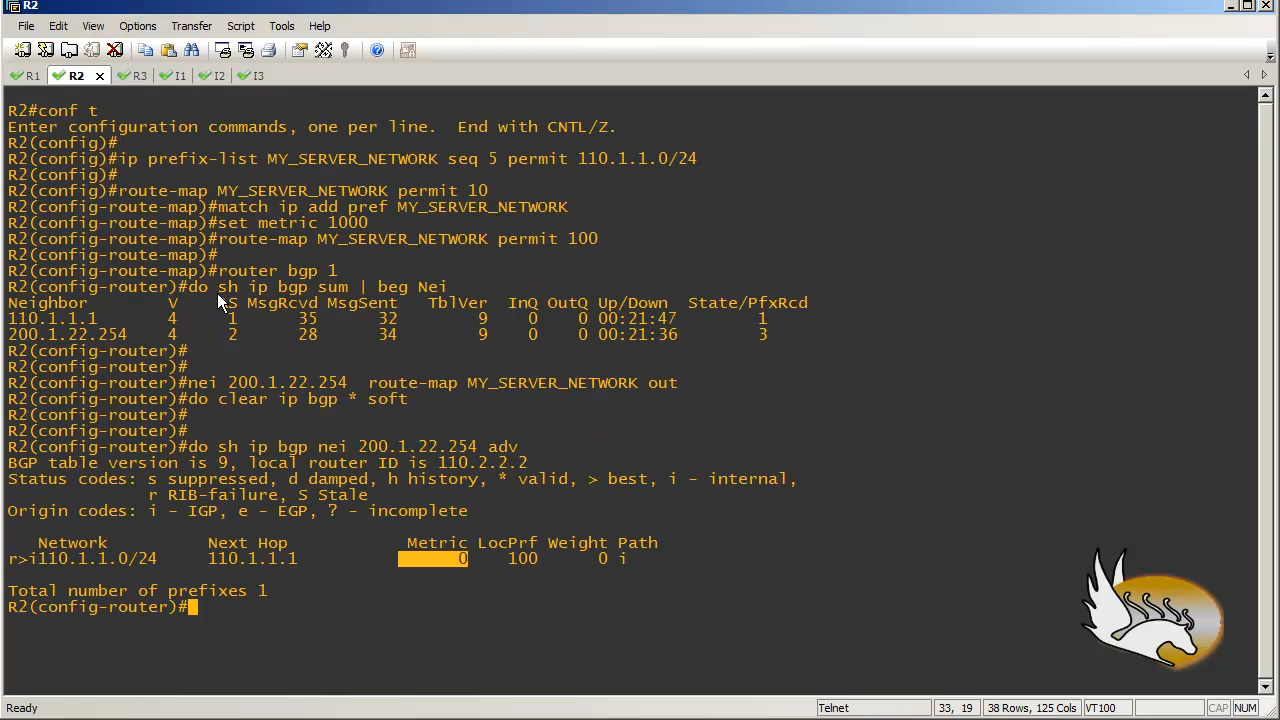 R2
File Edit View Options Transfer Script Tools Help
R1 R2 R3 I1 I2 I3
R2#conf t
Enter configuration commands, one per line.  End with CNTL/Z.
R2(config)#
R2(config)#ip prefix-list MY_SERVER_NETWORK seq 5 permit 110.1.1.0/24
R2(config)#
R2(config)#route-map MY_SERVER_NETWORK permit 10
R2(config-route-map)#match ip add pref MY_SERVER_NETWORK
R2(config-route-map)#set metric 1000
R2(config-route-map)#route-map MY_SERVER_NETWORK permit 100
R2(config-route-map)#
R2(config-route-map)#router bgp 1
R2(config-router)#do sh ip bgp sum | beg Nei
Neighbor V S MsgRcvd MsgSent TblVer InQ OutQ Up/Down State/PfxRcd
110.1.1.1 4 1 35 32 9 0 0 00:21:47 1
200.1.22.254 4 2 28 34 9 0 0 00:21:36 3
R2(config-router)#
R2(config-router)#
R2(config-router)#nei 200.1.22.254  route-map MY_SERVER_NETWORK out
R2(config-router)#do clear ip bgp * soft
R2(config-router)#
R2(config-router)#
R2(config-router)#do sh ip bgp nei 200.1.22.254 adv
BGP table version is 9, local router ID is 110.2.2.2
Status codes: s suppressed, d damped, h history, * valid, > best, i - internal,
r RIB-failure, S Stale
Origin codes: i - IGP, e - EGP, ? - incomplete
Network Next Hop Metric LocPrf Weight Path
r>i110.1.1.0/24 110.1.1.1 0 100 0 i
Total number of prefixes 1
R2(config-router)#
Ready Telnet 33, 19 38 Rows, 125 Cols VT100 CAP NUM